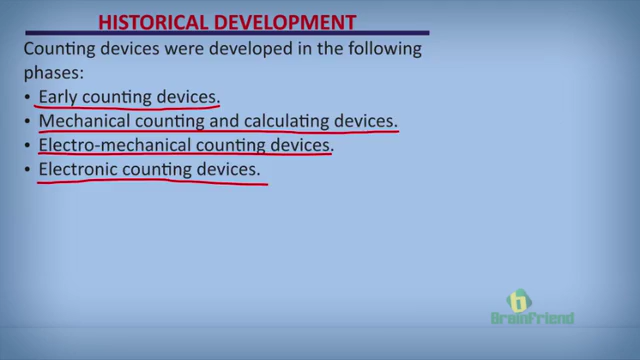 HISTORICAL DEVELOPMENT
Counting devices were developed in the following
phases:
• Early counting devices.
• Mechanical counting and calculating devices.
• Electro-mechanical counting devices.
• Electronic counting devices.
b
BrainFriend